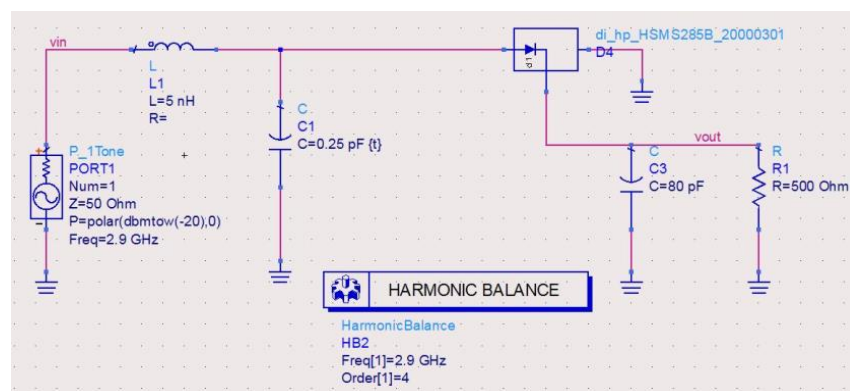 vin
L
L1
L=5 nH
R=
C
C1
C=0.25 pF {t}
P_1Tone
PORT1
Num=1
Z=50 Ohm
P=polar(dbmtow(-20),0)
Freq=2.9 GHz
di_hp_HSMS285B_20000301
D4
d1
vout
C
C3
C=80 pF
R
R1
R=500 Ohm
HARMONIC BALANCE
HarmonicBalance
HB2
Freq[1]=2.9 GHz
Order[1]=4